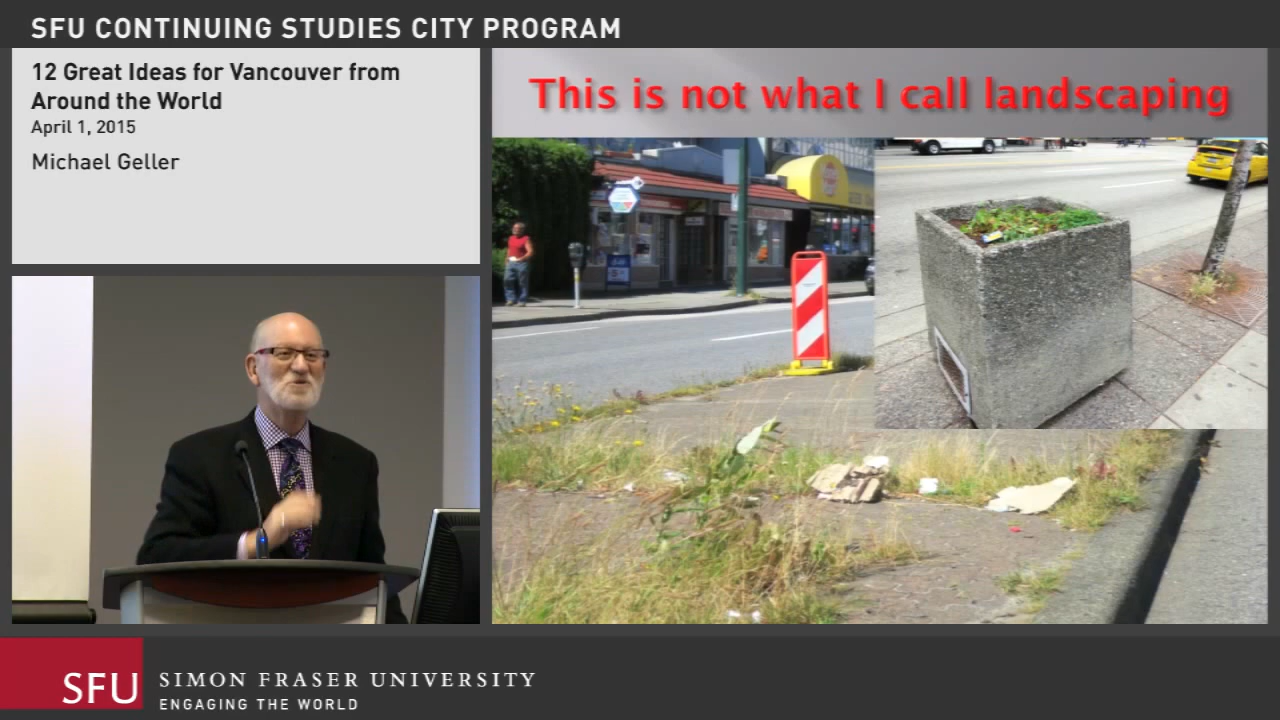 SFU CONTINUING STUDIES CITY PROGRAM
12 Great Ideas for Vancouver from
Around the World
April 1, 2015
Michael Geller
This is not what I call landscaping
SFU
SIMON FRASER UNIVERSITY
ENGAGING THE WORLD